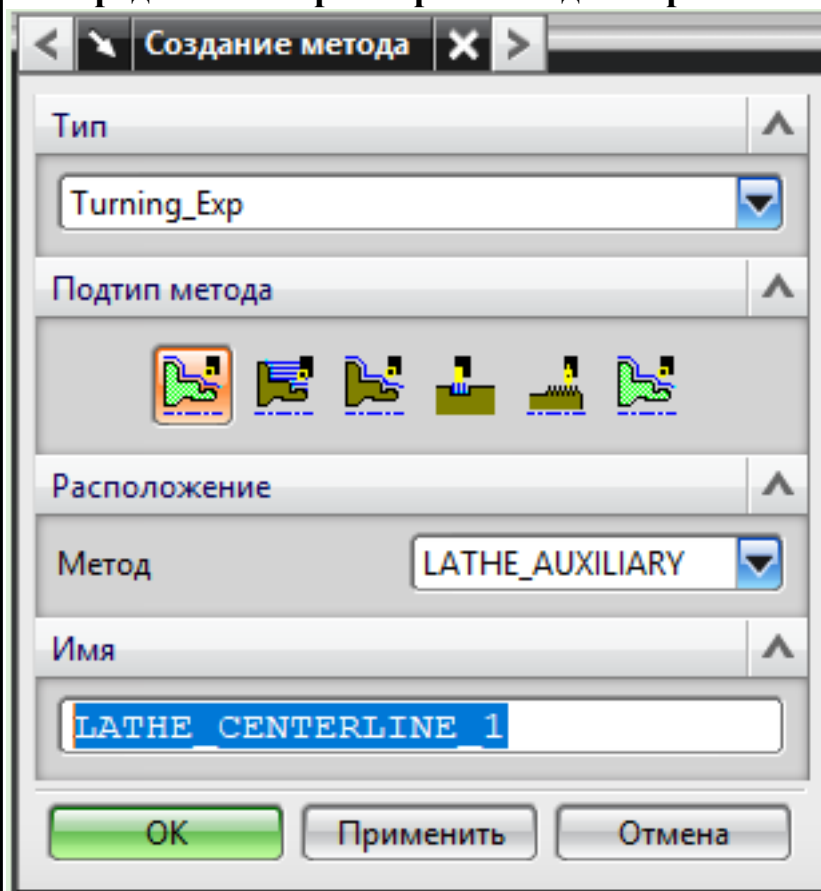 Создание метода
Тип
Turning_Exp
Подтип метода
Расположение
Метод LATHE_AUXILIARY
Имя
LATHE_CENTERLINE_1
OK Применить Отмена